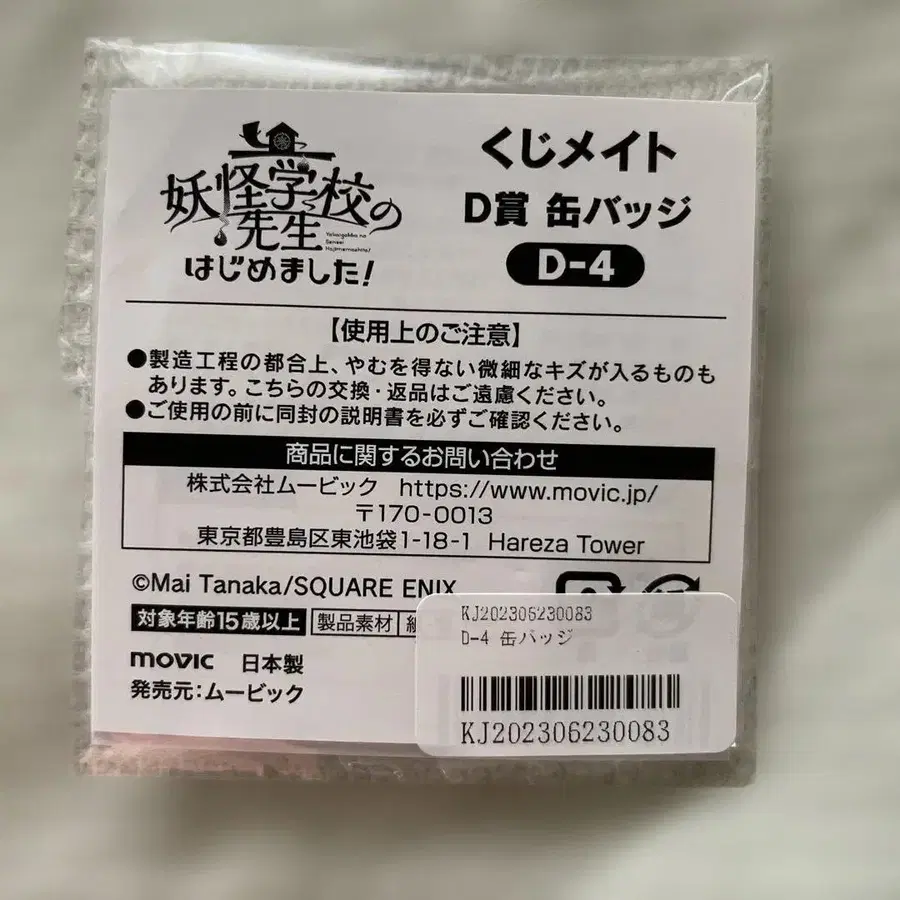 妖怪学校の
先生
Yohaigakko no
Sensei
Hajimemashita!
はじめました!
くじメイト
D賞 缶バッジ
D-4
【使用上のご注意】
●製造工程の都合上、やむを得ない微細なキズが入るものも
あります。こちらの交換・返品はご遠慮ください。
●ご使用の前に同封の説明書を必ずご確認ください。
商品に関するお問い合わせ
株式会社ムービック https://www.movic.jp/
〒170-0013
東京都豊島区東池袋1-18-1 Hareza Tower
©Mai Tanaka/SQUARE ENIX
対象年齢15歳以上 製品素材
movic 日本製
発売元:ムービック
KJ202306230083
D-4 缶バッジ
KJ202306230083